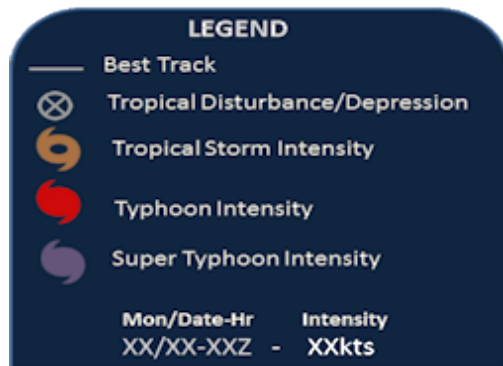 LEGEND
Best Track
Tropical Disturbance/Depression
Tropical Storm Intensity
Typhoon Intensity
Super Typhoon Intensity
Mon/Date-Hr Intensity
XX/XX-XXZ - XXkts